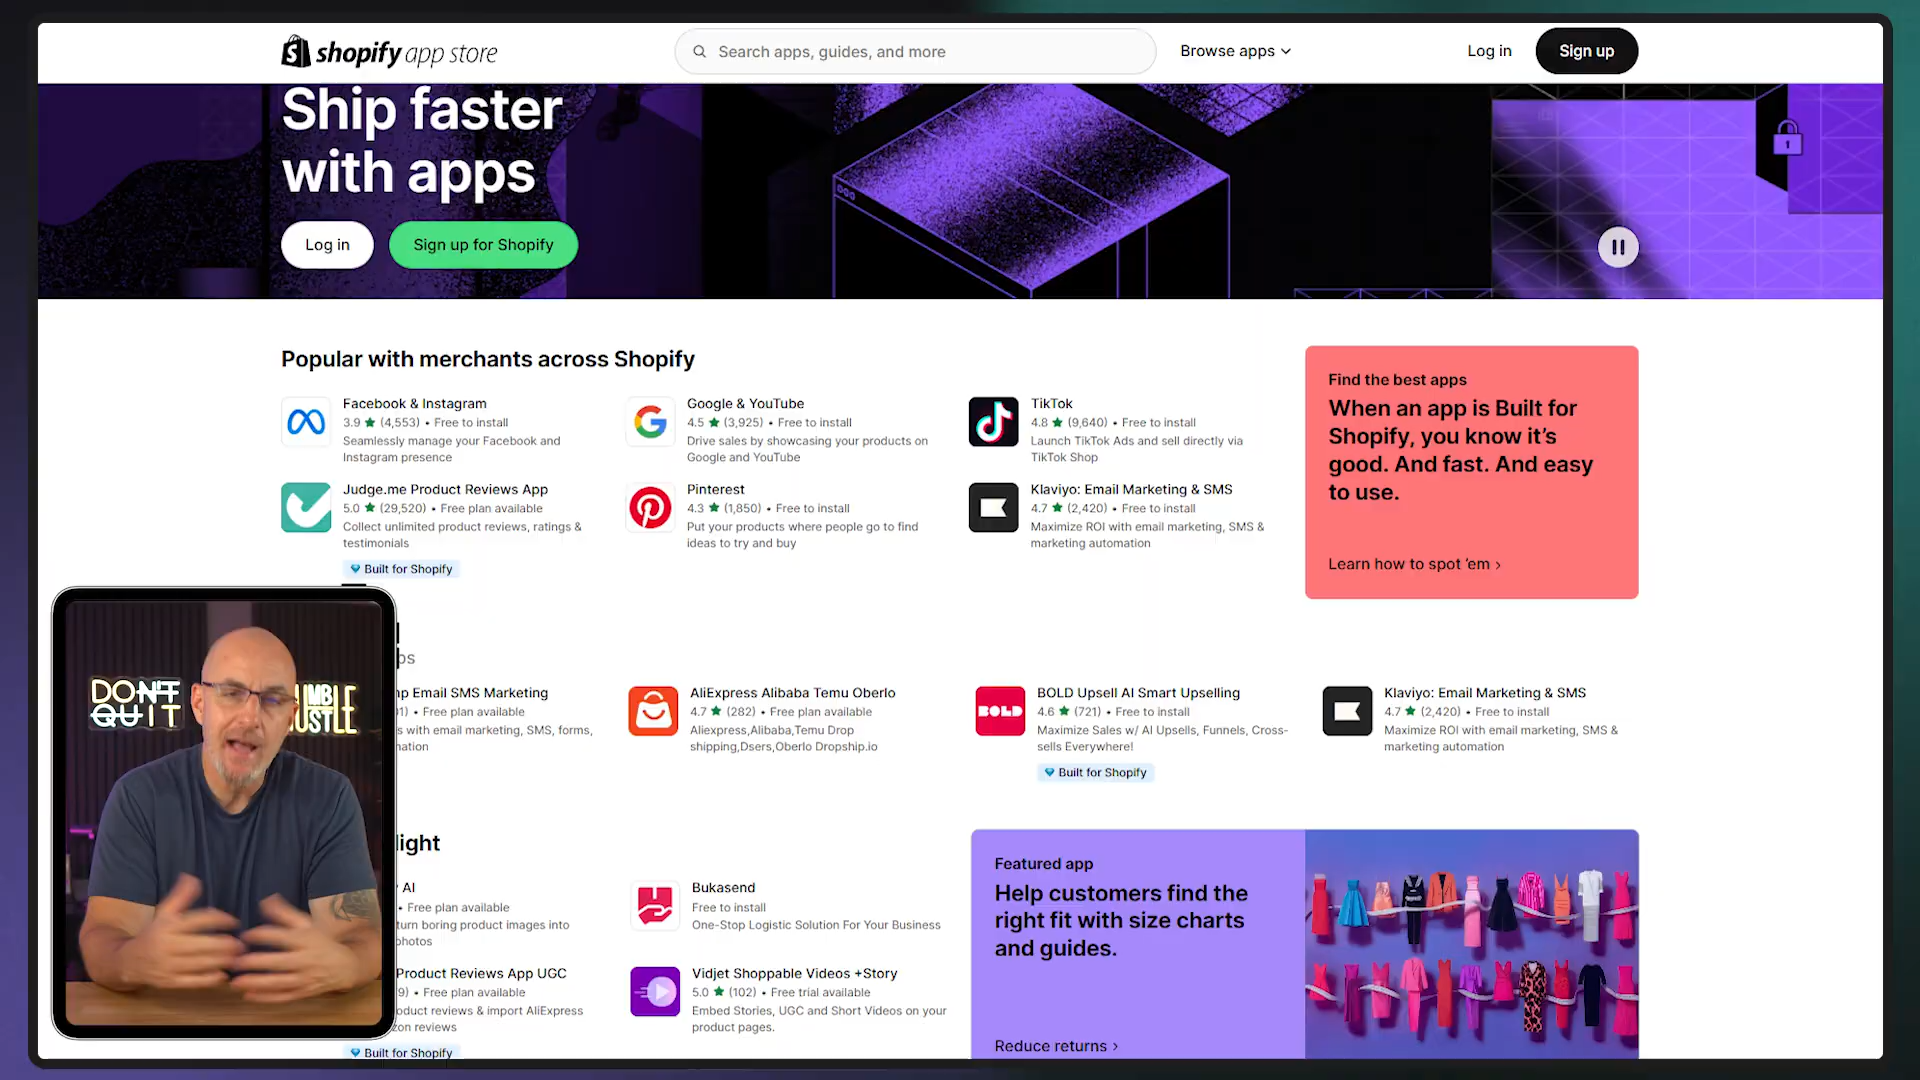 shopify app store
Search apps, guides, and more
Browse apps
Log in
Sign up
Ship faster
with apps
Log in
Sign up for Shopify
Popular with merchants across Shopify
Facebook & Instagram
3.9 ★ (4,553) • Free to install
Seamlessly manage your Facebook and
Instagram presence
Google & YouTube
4.5 ★ (3,925) • Free to install
Drive sales by showcasing your products on
Google and YouTube
TikTok
4.8 ★ (9,640) • Free to install
Launch TikTok Ads and sell directly via
TikTok Shop
Judge.me Product Reviews App
5.0 ★ (29,520) • Free plan available
Collect unlimited product reviews, ratings &
testimonials
Built for Shopify
Pinterest
4.3 ★ (1,850) • Free to install
Put your products where people go to find
ideas to try and buy
Klaviyo: Email Marketing & SMS
4.7 ★ (2,420) • Free to install
Maximize ROI with email marketing, SMS &
marketing automation
Find the best apps
When an app is Built for
Shopify, you know it's
good. And fast. And easy
to use.
Learn how to spot 'em ›
Email SMS Marketing
• Free plan available
s with email marketing, SMS, forms,
AliExpress Alibaba Temu Oberlo
4.7 ★ (282) • Free plan available
Aliexpress,Alibaba,Temu Drop
shipping,Dsers,Oberlo Dropship.io
BOLD
BOLD Upsell AI Smart Upselling
4.6 ★ (721) • Free to install
Maximize Sales w/ AI Upsells, Funnels, Cross-
sells Everywhere!
Built for Shopify
Klaviyo: Email Marketing & SMS
4.7 ★ (2,420) • Free to install
Maximize ROI with email marketing, SMS &
marketing automation
DON'T
QUIT
light
AI
• Free plan available
turn boring product images into
photos
Bukasend
Free to install
One-Stop Logistic Solution For Your Business
Product Reviews App UGC
9) • Free plan available
product reviews & import AliExpress
reviews
Built for Shopify
Vidjet Shoppable Videos +Story
5.0 ★ (102) • Free trial available
Embed Stories, UGC and Short Videos on your
product pages.
Featured app
Help customers find the
right fit with size charts
and guides.
Reduce returns ›